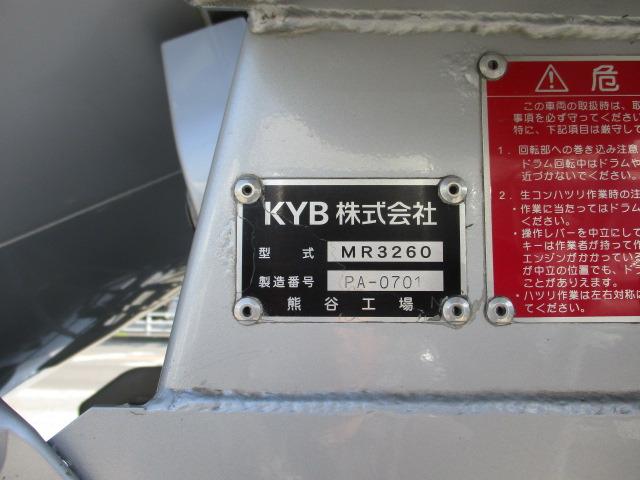 KYB 株式会社
型 式 MR3260
製造番号 PA-0701
熊谷工場
⚠ 危
この車両の取扱時は、取
事項を必ず守ってください
特に、下記項目は厳守して
1. 回転部への巻き込み注意
ドラム回転中はドラムや
近づかないでください。
2. 生コンハツリ作業時の注
・作業に当たってはドラム
ください。
・操作レバーを中立にして
キーは作業者が持って作
エンジンがかかっている
が中立の位置でも、ド
ことがありえます。
・ハツリ作業は左右対称に
てください。